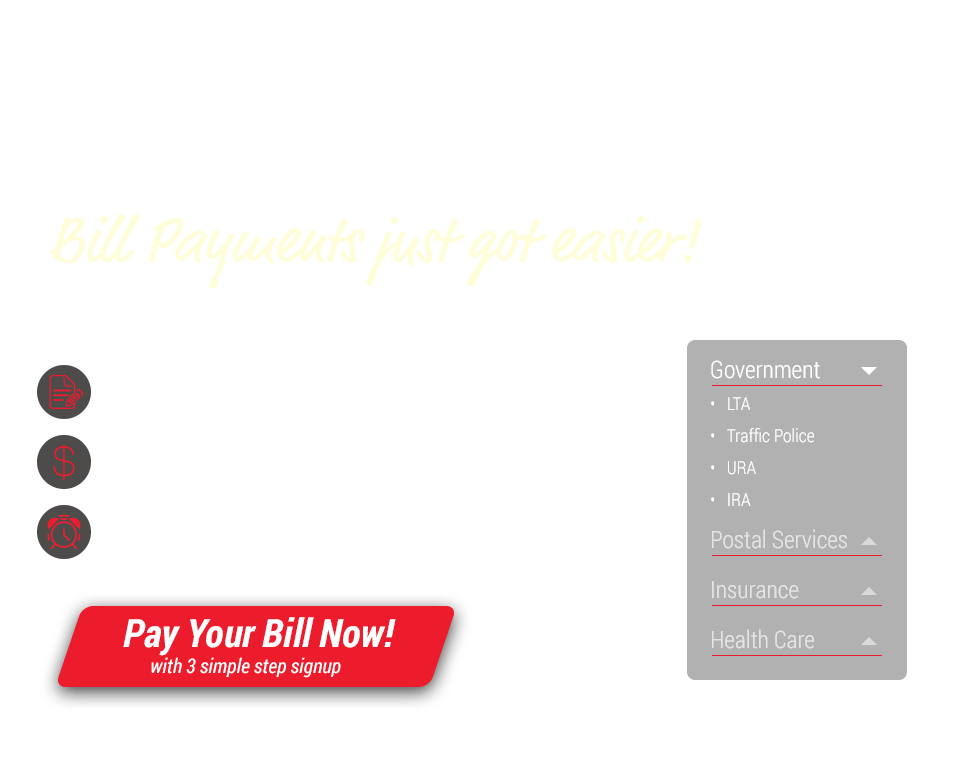 Bill Payments just got easier!
Government
• LTA
• Traffic Police
• URA
• IRA
Postal Services
Insurance
Health Care
$
Pay Your Bill Now!
with 3 simple step signup